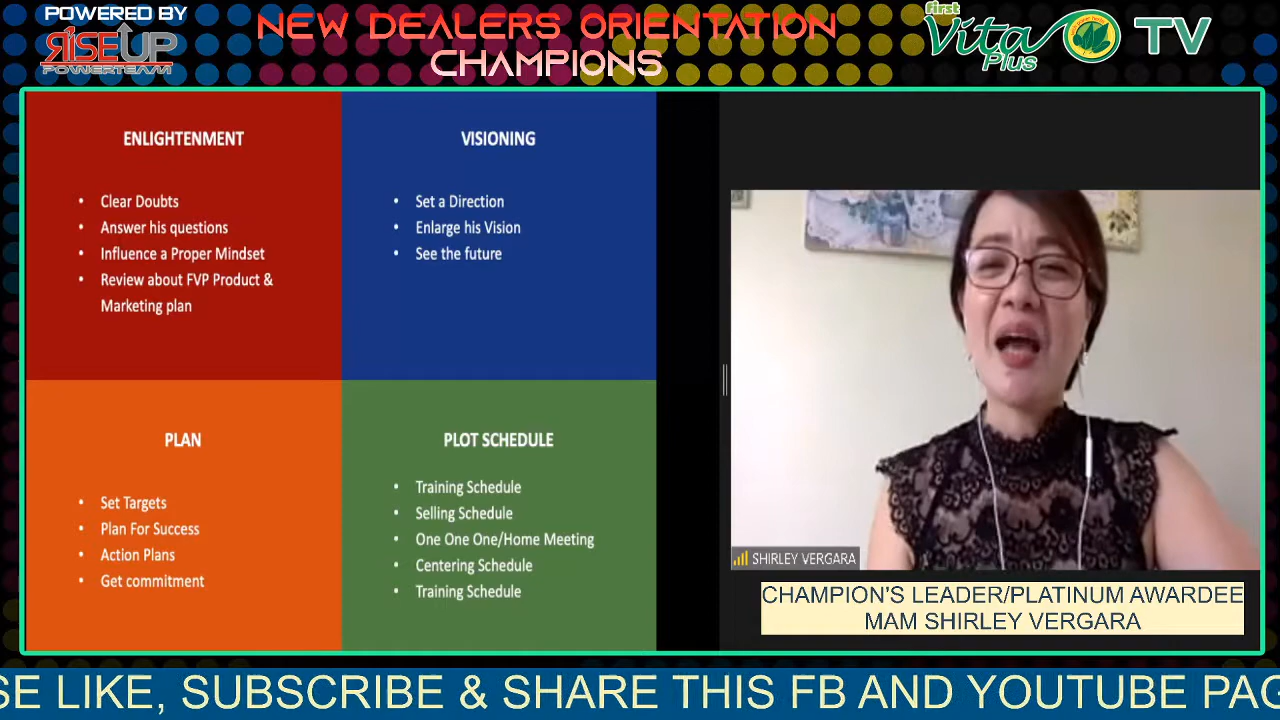 POWERED BY
RISEUP
POWERTEAM
NEW DEALERS ORIENTATION
CHAMPIONS
first
Vita
Plus
TV
ENLIGHTENMENT
• Clear Doubts
• Answer his questions
• Influence a Proper Mindset
• Review about FVP Product &
Marketing plan
VISIONING
• Set a Direction
• Enlarge his Vision
• See the future
PLAN
• Set Targets
• Plan For Success
• Action Plans
• Get commitment
PLOT SCHEDULE
• Training Schedule
• Selling Schedule
• One One One/Home Meeting
• Centering Schedule
• Training Schedule
SHIRLEY VERGARA
CHAMPION'S LEADER/PLATINUM AWARDEE
MAM SHIRLEY VERGARA
SE LIKE, SUBSCRIBE & SHARE THIS FB AND YOUTUBE PAG